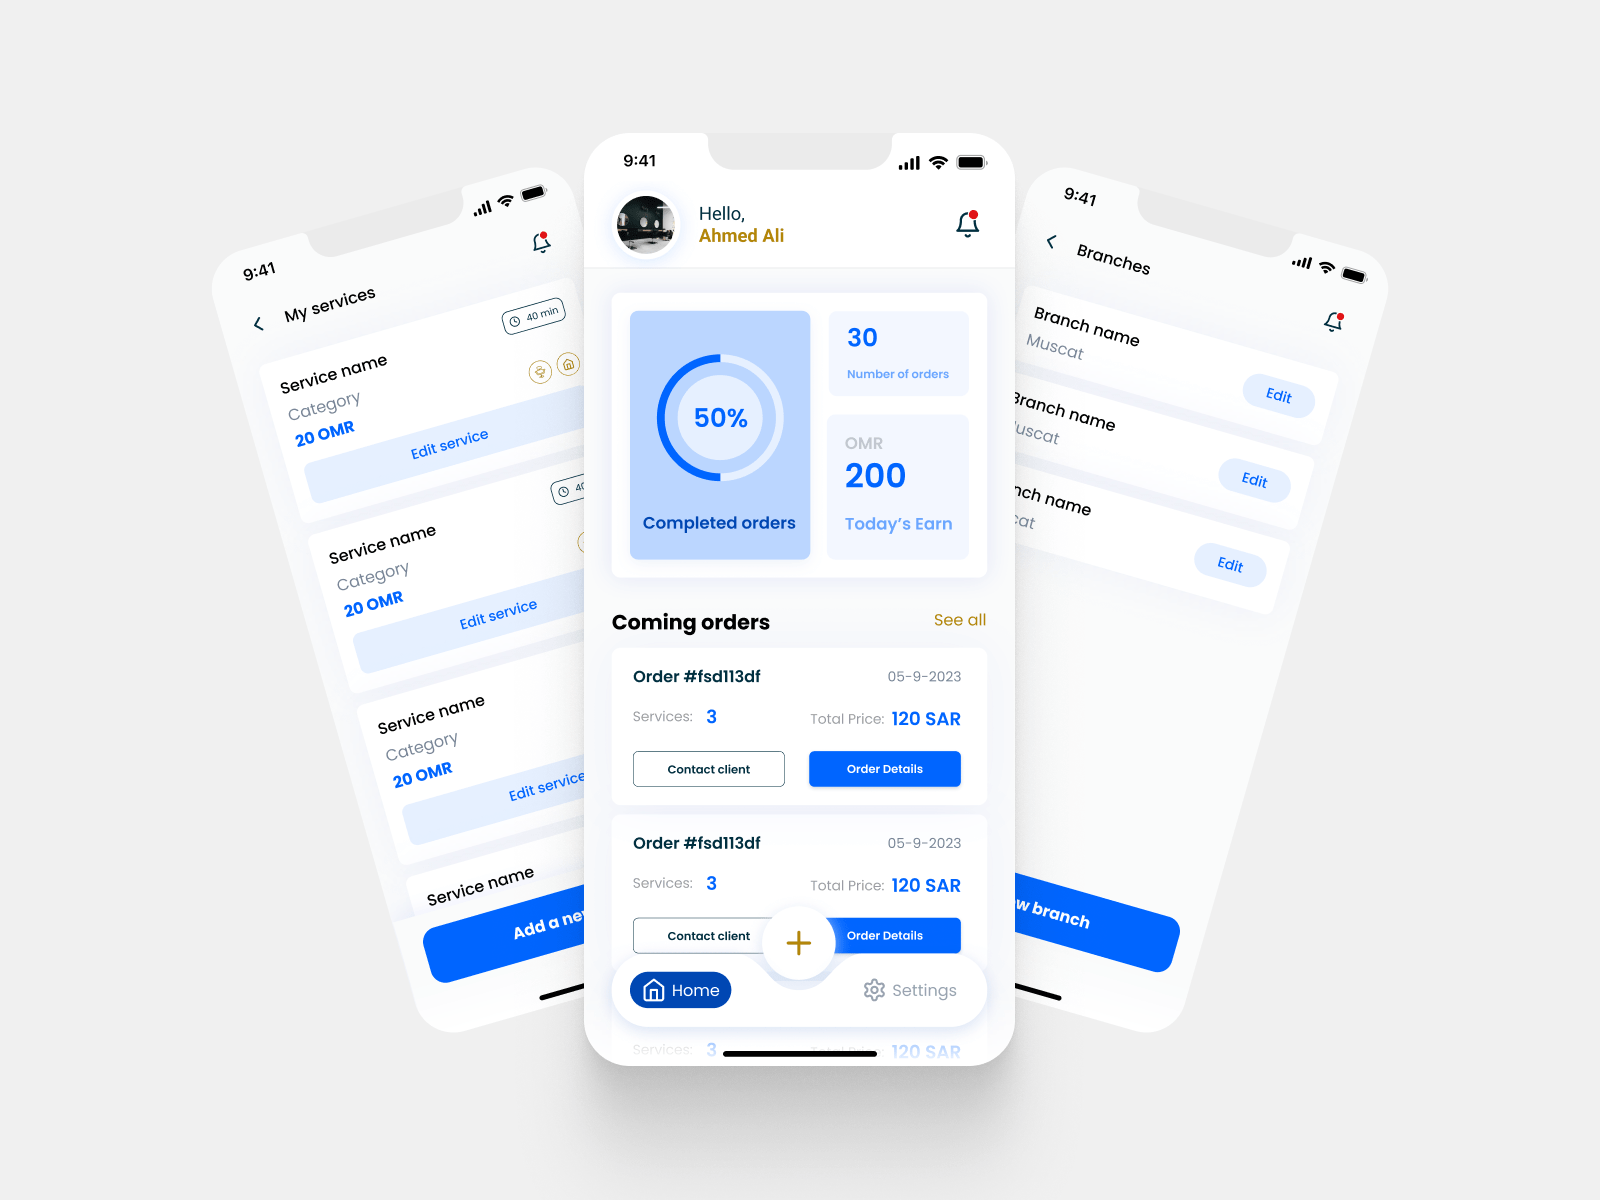 9:41
My services
40 min
Service name
Category
20 OMR
Edit service
40
Service name
Category
20 OMR
Edit service
Service name
Category
20 OMR
Edit service
Service name
Add a new
9:41
Hello,
Ahmed Ali
50%
Completed orders
30
Number of orders
OMR
200
Today's Earn
Coming orders See all
Order #fsd113df 05-9-2023
Services: 3 Total Price: 120 SAR
Contact client Order Details
Order #fsd113df 05-9-2023
Services: 3 Total Price: 120 SAR
Contact client Order Details
Home Settings
Services: 3 Total Price: 120 SAR
9:41
Branches
Branch name
Muscat
Edit
Branch name
Muscat
Edit
nch name
cat
Edit
w branch